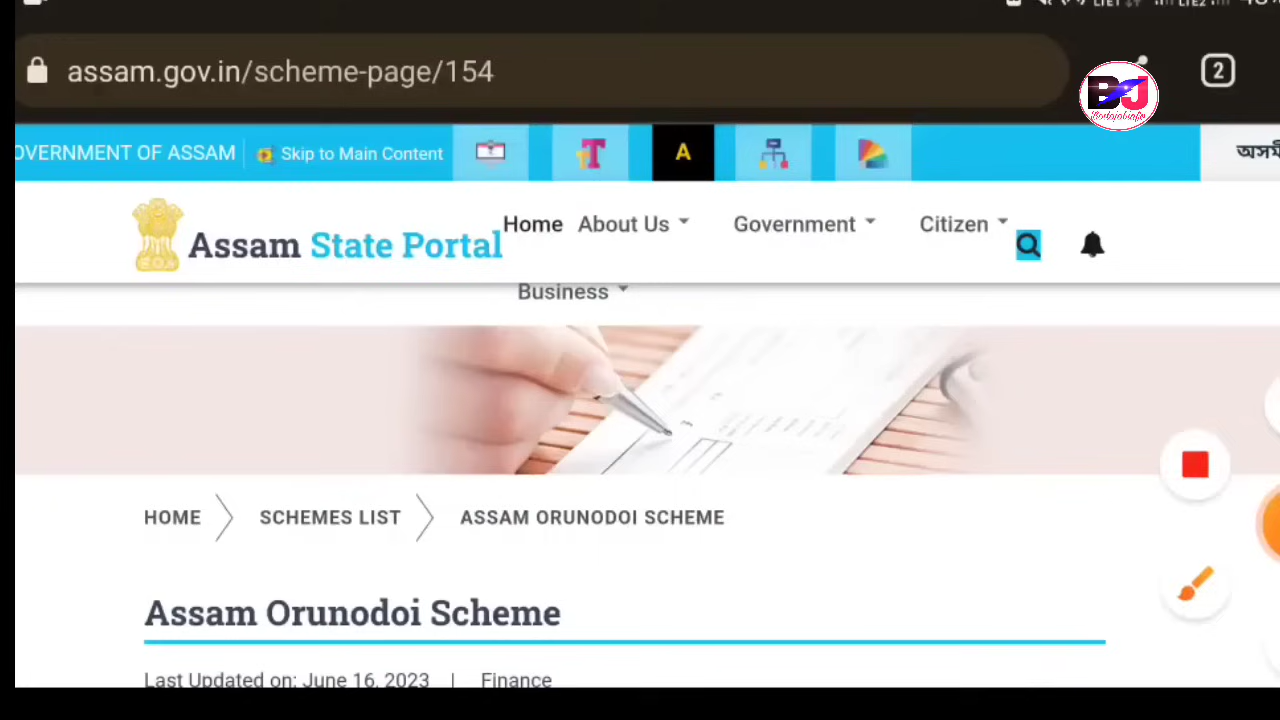 assam.gov.in/scheme-page/154
2
BJ
OVERNMENT OF ASSAM
Skip to Main Content
T
A
Assam State Portal
Home
About Us
Government
Citizen
Business
HOME
SCHEMES LIST
ASSAM ORUNODOI SCHEME
Assam Orunodoi Scheme
Last Updated on: June 16, 2023 | Finance